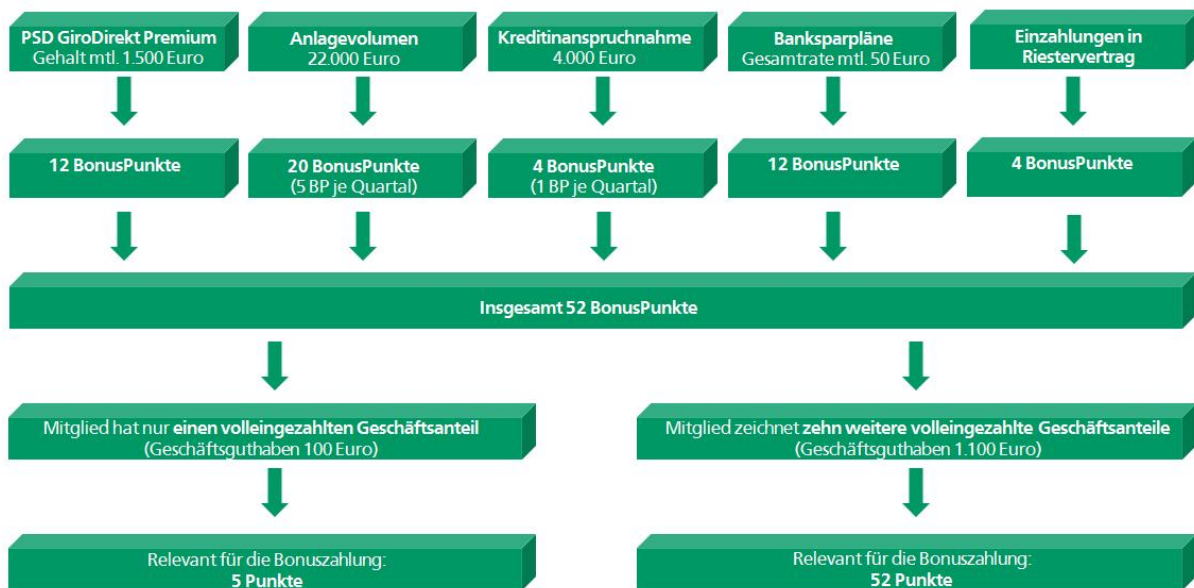 PSD GiroDirekt Premium
Gehalt mtl. 1.500 Euro
Anlagevolumen
22.000 Euro
Kreditinanspruchnahme
4.000 Euro
Banksparpläne
Gesamtrate mtl. 50 Euro
Einzahlungen in
Riestervertrag
12 BonusPunkte
20 BonusPunkte
(5 BP je Quartal)
4 BonusPunkte
(1 BP je Quartal)
12 BonusPunkte
4 BonusPunkte
Insgesamt 52 BonusPunkte
Mitglied hat nur einen volleingezahlten Geschäftsanteil
(Geschäftsguthaben 100 Euro)
Mitglied zeichnet zehn weitere volleingezahlte Geschäftsanteile
(Geschäftsguthaben 1.100 Euro)
Relevant für die Bonuszahlung:
5 Punkte
Relevant für die Bonuszahlung:
52 Punkte